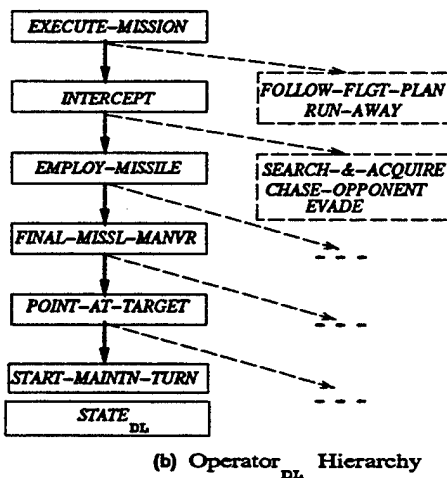 EXECUTE-MISSION
INTERCEPT
FOLLOW-FLGT-PLAN
RUN-AWAY
EMPLOY-MISSILE
SEARCH-&-ACQUIRE
CHASE-OPPONENT
EVADE
FINAL-MISSL-MANVR
POINT-AT-TARGET
START-MAINTN-TURN
STATE DL
(b) Operator DL Hierarchy